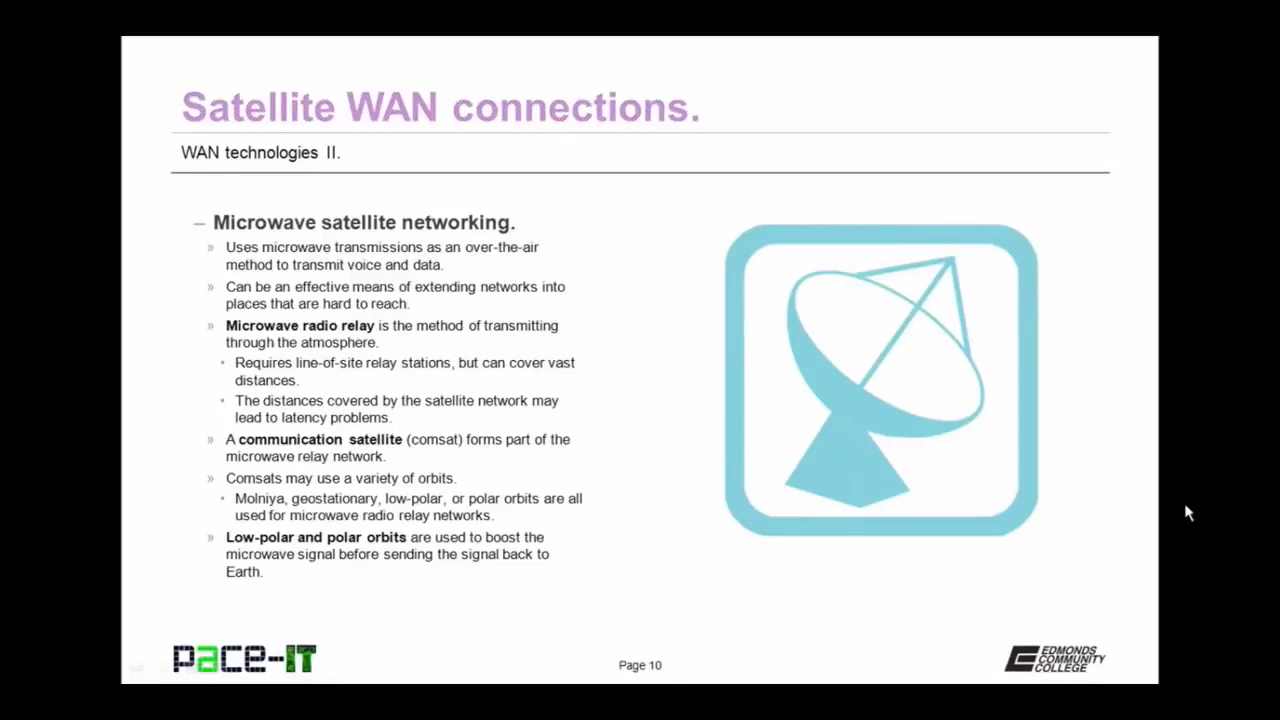 Satellite WAN connections.
WAN technologies II.
– Microwave satellite networking.
» Uses microwave transmissions as an over-the-air
method to transmit voice and data.
» Can be an effective means of extending networks into
places that are hard to reach.
» Microwave radio relay is the method of transmitting
through the atmosphere.
• Requires line-of-site relay stations, but can cover vast
distances.
• The distances covered by the satellite network may
lead to latency problems.
» A communication satellite (comsat) forms part of the
microwave relay network.
» Comsats may use a variety of orbits.
• Molniya, geostationary, low-polar, or polar orbits are all
used for microwave radio relay networks.
» Low-polar and polar orbits are used to boost the
microwave signal before sending the signal back to
Earth.
pace-IT
Page 10
EDMONDS
COMMUNITY
COLLEGE